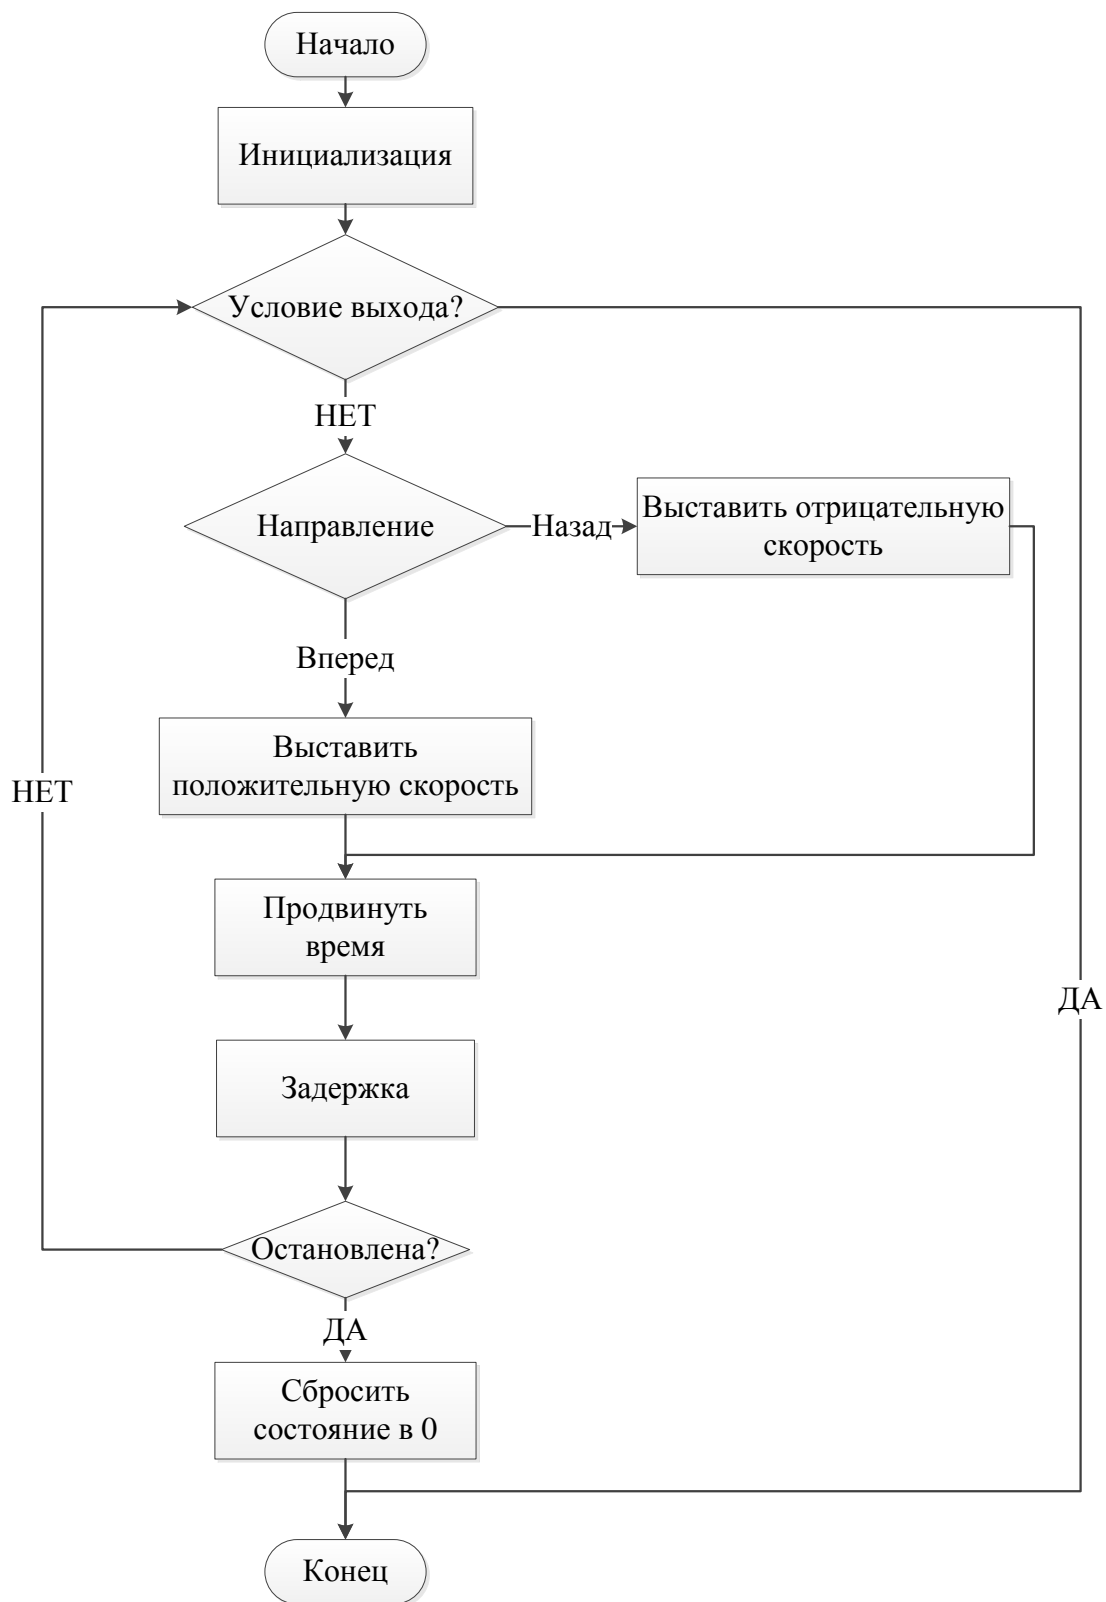 Начало
Инициализация
Условие выхода?
НЕТ
Направление
Назад
Выставить отрицательную
скорость
Вперед
Выставить
положительную скорость
НЕТ
Продвинуть
время
ДА
Задержка
Остановлена?
ДА
Сбросить
состояние в 0
Конец